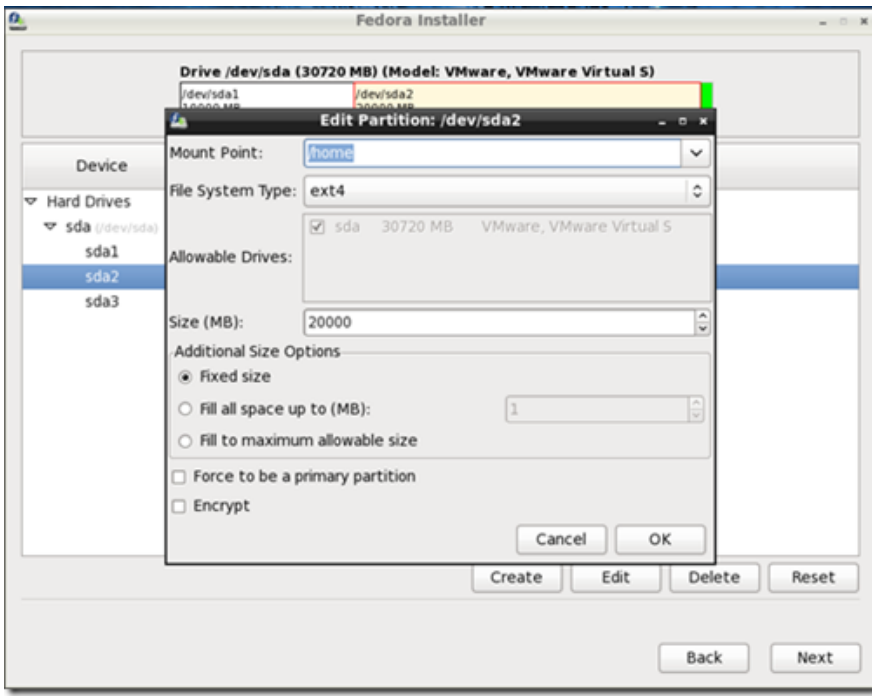 Fedora Installer
Drive /dev/sda (30720 MB) (Model: VMware, VMware Virtual S)
/dev/sda1 /dev/sda2
10000 MB 20000 MB
Edit Partition: /dev/sda2
Device
Mount Point: /home
File System Type: ext4
Hard Drives
sda (/dev/sda)
sda 30720 MB VMware, VMware Virtual S
sda1
Allowable Drives:
sda2
sda3
Size (MB): 20000
Additional Size Options
Fixed size
Fill all space up to (MB): 1
Fill to maximum allowable size
Force to be a primary partition
Encrypt
Cancel OK
Create Edit Delete Reset
Back Next